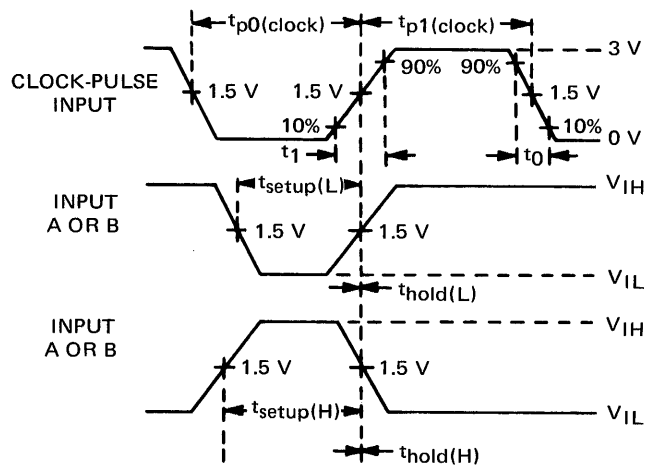 tp0(clock) tp1(clock)
3 V
CLOCK-PULSE
INPUT
1.5 V 1.5 V 90% 90% 1.5 V
10% 10%
t1 t0 0 V
tsetup(L) VIH
INPUT
A OR B
1.5 V 1.5 V
VIL
thold(L)
INPUT
A OR B
VIH
1.5 V 1.5 V
tsetup(H) VIL
thold(H)